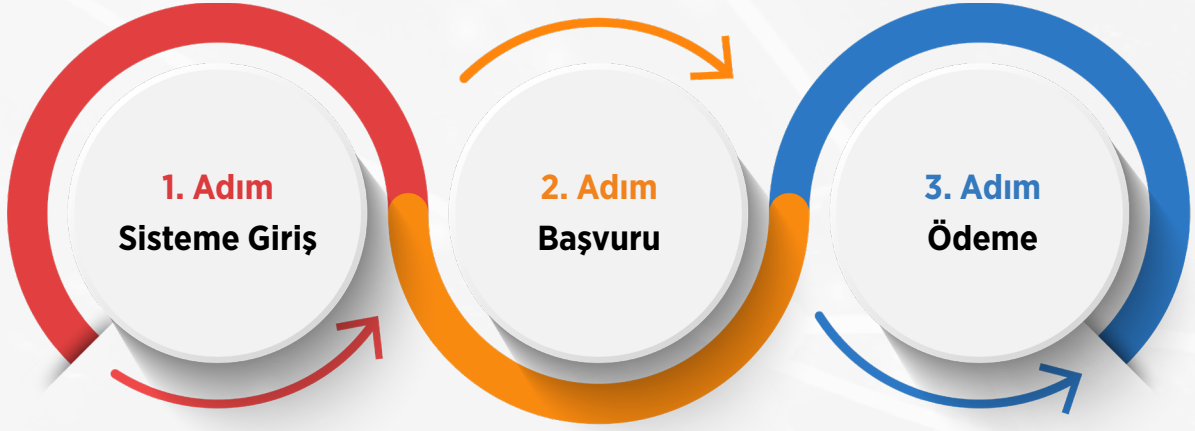 1. Adım
Sisteme Giriş
2. Adım
Başvuru
3. Adım
Ödeme